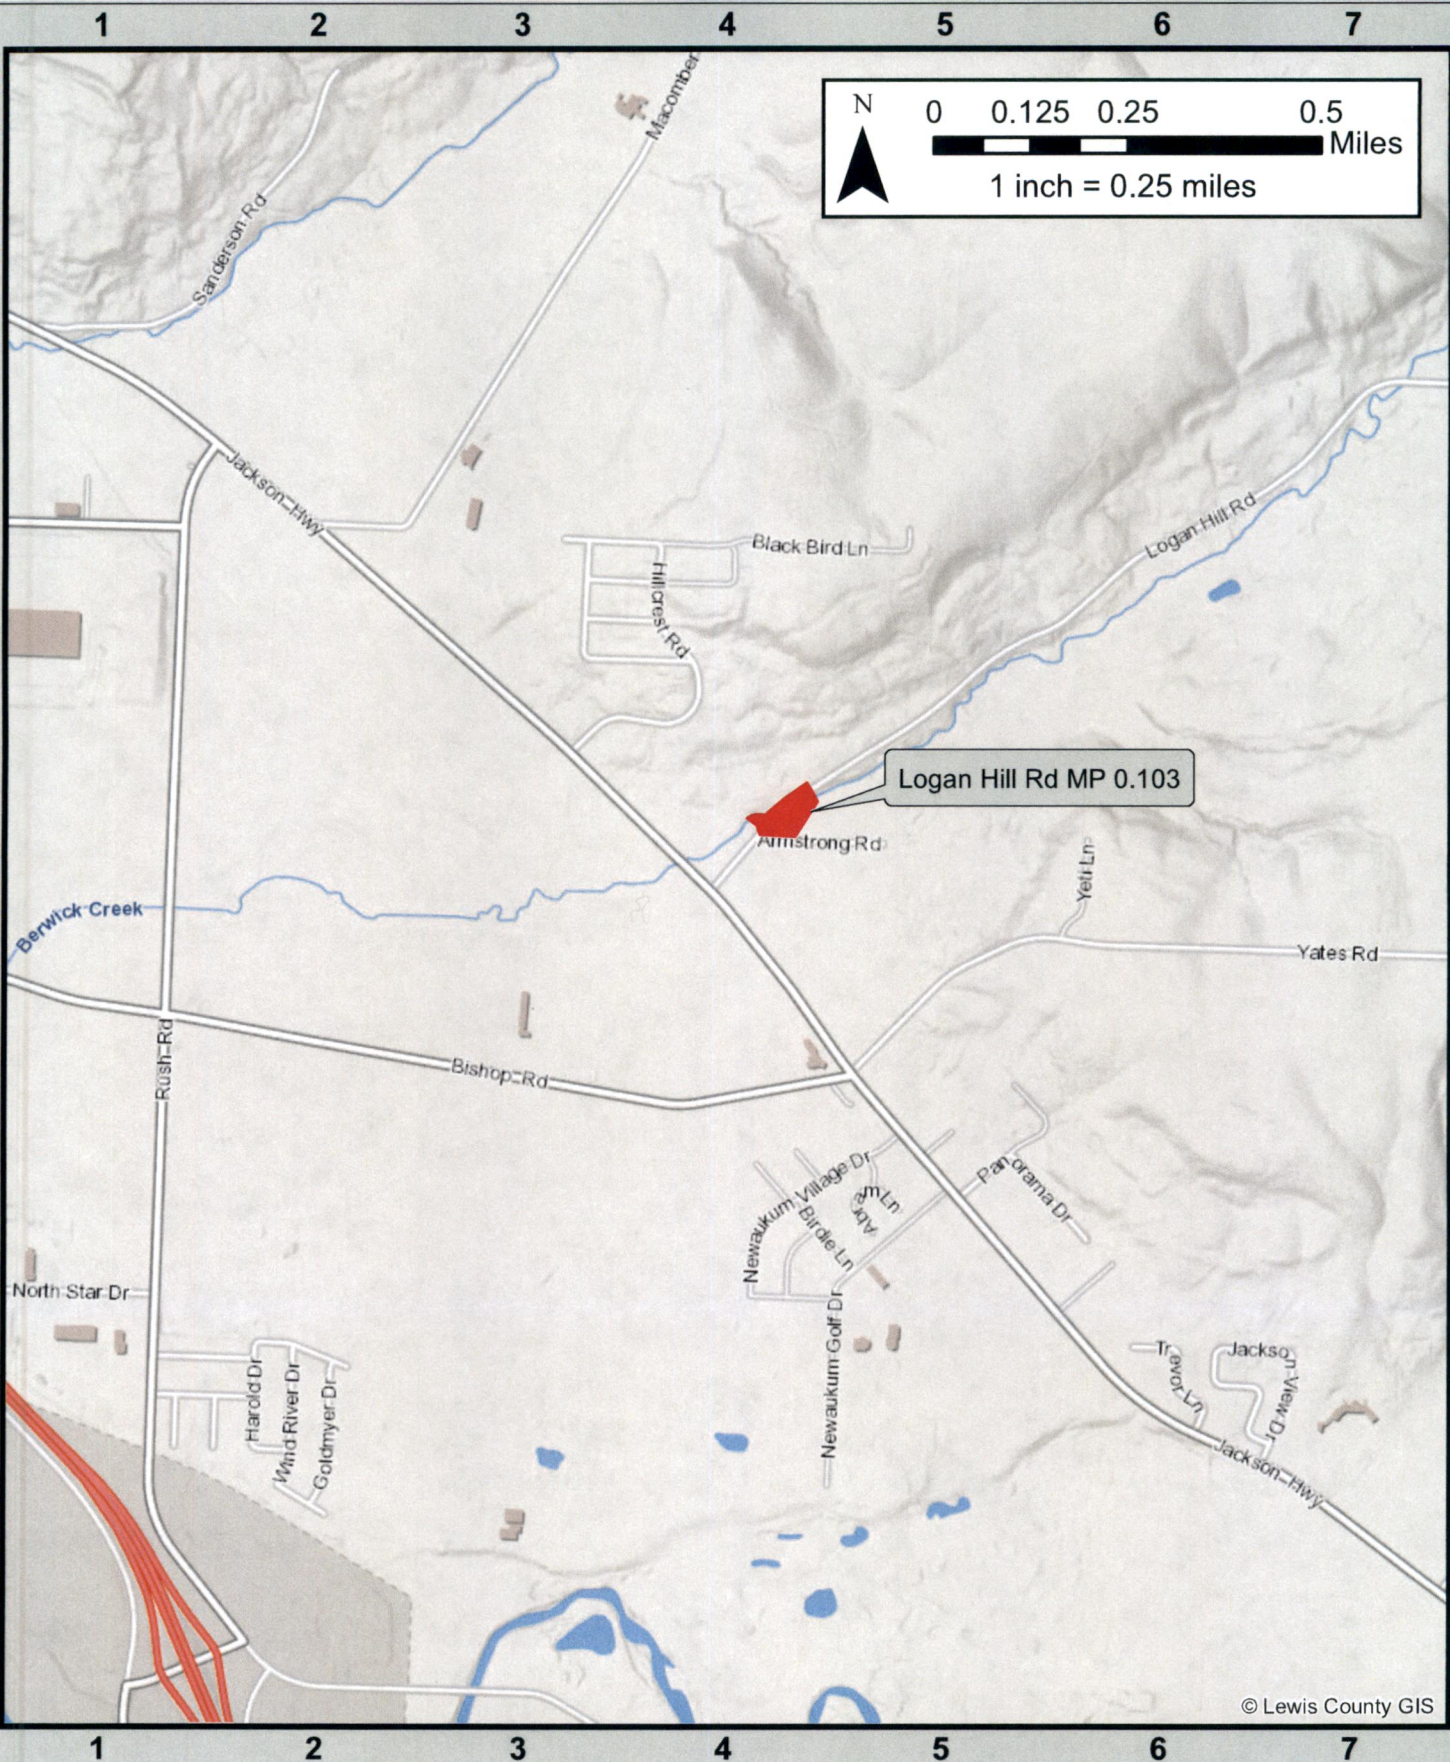 1 2 3 4 5 6 7
Macomber
N
0 0.125 0.25 0.5
Miles
1 inch = 0.25 miles
Sanderson Rd
Jackson Hwy
Black Bird Ln
Logan Hill Rd
Hillcrest Rd
Logan Hill Rd MP 0.103
Armstrong Rd
Yeti Ln
Berwick Creek
Yates Rd
Rush Rd
Bishop Rd
Newaukum Village Dr
Panorama Dr
Abram Ln
Birdie Ln
North Star Dr
Newaukum Golf Dr
Trevor Ln
Jackson View Dr
Harold Dr
Wind River Dr
Goldmyer Dr
Jackson Hwy
© Lewis County GIS
1 2 3 4 5 6 7